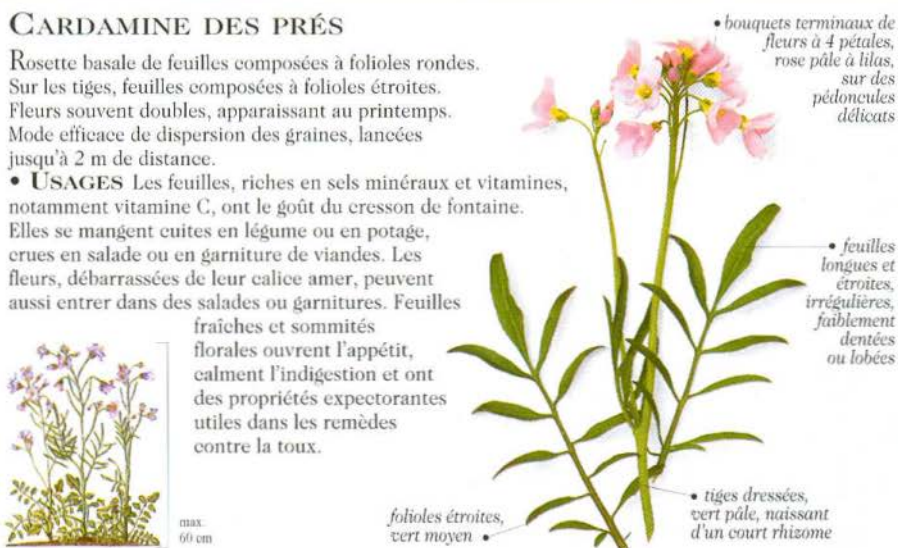 CARDAMINE DES PRÉS
Rosette basale de feuilles composées à folioles rondes.
Sur les tiges, feuilles composées à folioles étroites.
Fleurs souvent doubles, apparaissant au printemps.
Mode efficace de dispersion des graines, lancées
jusqu'à 2 m de distance.
• USAGES Les feuilles, riches en sels minéraux et vitamines,
notamment vitamine C, ont le goût du cresson de fontaine.
Elles se mangent cuites en légume ou en potage,
crues en salade ou en garniture de viandes. Les
fleurs, débarrassées de leur calice amer, peuvent
aussi entrer dans des salades ou garnitures. Feuilles
fraîches et sommités
florales ouvrent l'appétit,
calment l'indigestion et ont
des propriétés expectorantes
utiles dans les remèdes
contre la toux.
max.
60 cm
• bouquets terminaux de
fleurs à 4 pétales,
rose pâle à lilas,
sur des
pédoncules
délicats
• feuilles
longues et
étroites,
irrégulières,
faiblement
dentées
ou lobées
folioles étroites,
vert moyen •
• tiges dressées,
vert pâle, naissant
d'un court rhizome